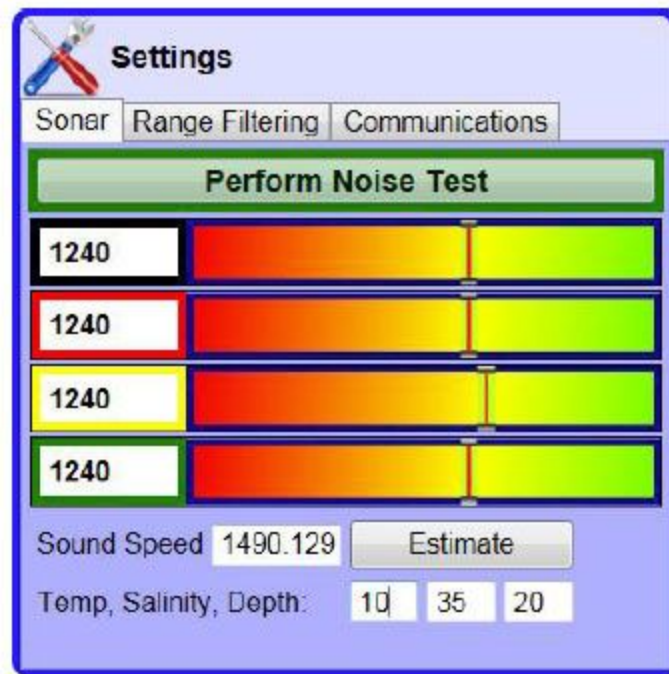 Settings
Sonar Range Filtering Communications
Perform Noise Test
1240
1240
1240
1240
Sound Speed 1490.129 Estimate
Temp, Salinity, Depth: 10 35 20